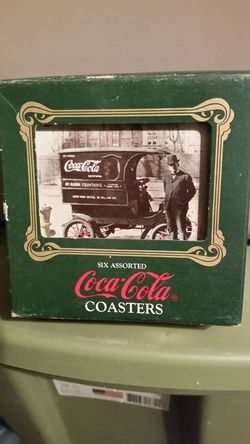 Coca-Cola
AT SODA FOUNTAINS
SIX ASSORTED
Coca-Cola®
COASTERS